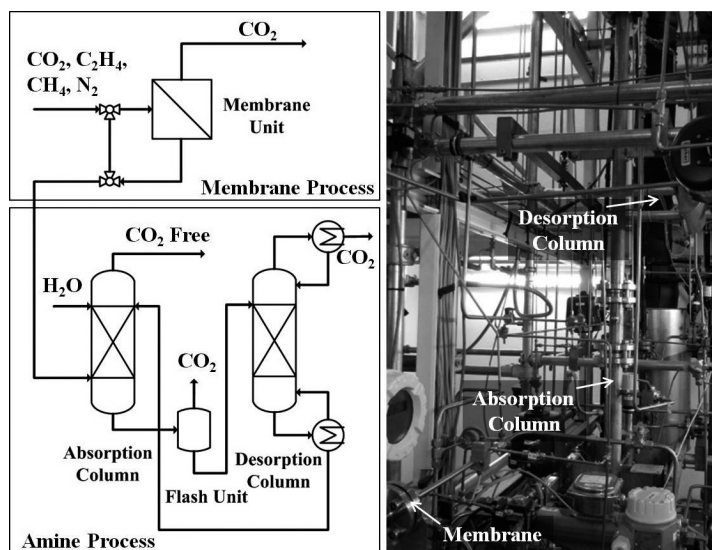 CO₂
CO₂, C₂H₄,
CH₄, N₂
Membrane
Unit
Membrane Process
CO₂ Free
CO₂
H₂O
CO₂
Absorption
Column
Flash Unit
Desorption
Column
Amine Process
Desorption
Column
Absorption
Column
Membrane